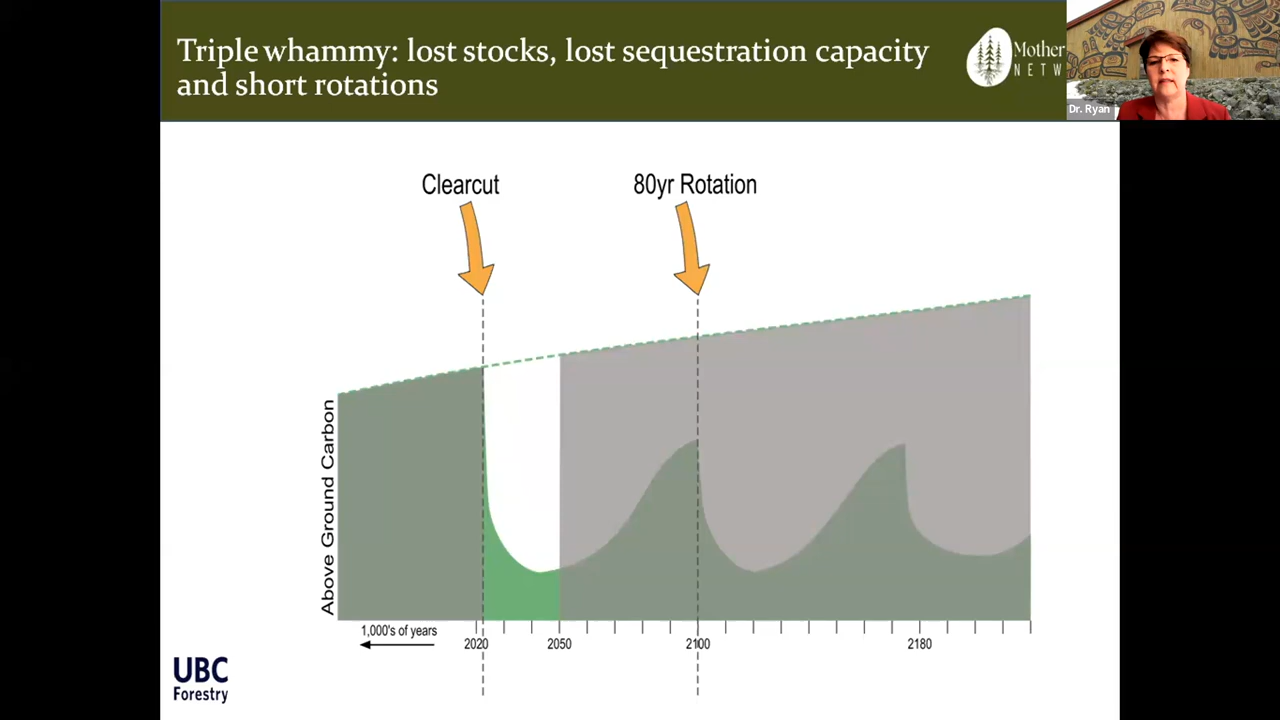 Triple whammy: lost stocks, lost sequestration capacity
and short rotations
Mother
NETW
Dr. Ryan
Clearcut
80yr Rotation
Above Ground Carbon
1,000's of years
2020
2050
2100
2180
UBC
Forestry